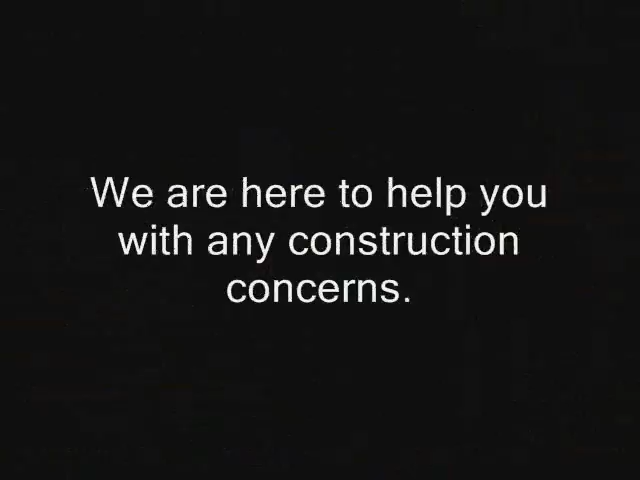 We are here to help you
with any construction
concerns.